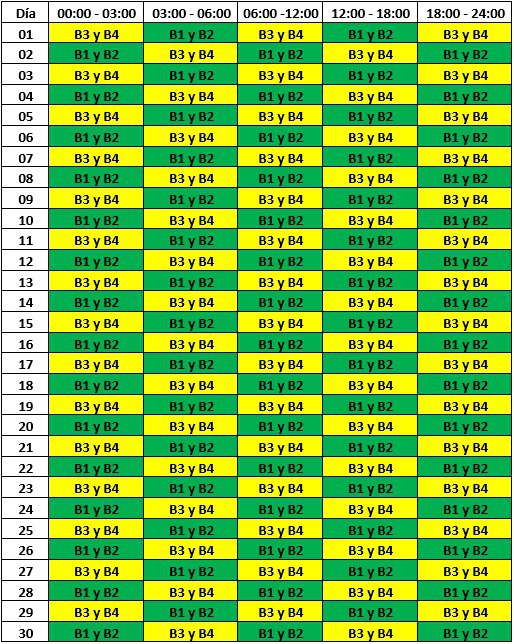 Día 00:00 - 03:00 03:00 - 06:00 06:00 -12:00 12:00 - 18:00 18:00 - 24:00
01 B3 y B4 B1 y B2 B3 y B4 B1 y B2 B3 y B4
02 B1 y B2 B3 y B4 B1 y B2 B3 y B4 B1 y B2
03 B3 y B4 B1 y B2 B3 y B4 B1 y B2 B3 y B4
04 B1 y B2 B3 y B4 B1 y B2 B3 y B4 B1 y B2
05 B3 y B4 B1 y B2 B3 y B4 B1 y B2 B3 y B4
06 B1 y B2 B3 y B4 B1 y B2 B3 y B4 B1 y B2
07 B3 y B4 B1 y B2 B3 y B4 B1 y B2 B3 y B4
08 B1 y B2 B3 y B4 B1 y B2 B3 y B4 B1 y B2
09 B3 y B4 B1 y B2 B3 y B4 B1 y B2 B3 y B4
10 B1 y B2 B3 y B4 B1 y B2 B3 y B4 B1 y B2
11 B3 y B4 B1 y B2 B3 y B4 B1 y B2 B3 y B4
12 B1 y B2 B3 y B4 B1 y B2 B3 y B4 B1 y B2
13 B3 y B4 B1 y B2 B3 y B4 B1 y B2 B3 y B4
14 B1 y B2 B3 y B4 B1 y B2 B3 y B4 B1 y B2
15 B3 y B4 B1 y B2 B3 y B4 B1 y B2 B3 y B4
16 B1 y B2 B3 y B4 B1 y B2 B3 y B4 B1 y B2
17 B3 y B4 B1 y B2 B3 y B4 B1 y B2 B3 y B4
18 B1 y B2 B3 y B4 B1 y B2 B3 y B4 B1 y B2
19 B3 y B4 B1 y B2 B3 y B4 B1 y B2 B3 y B4
20 B1 y B2 B3 y B4 B1 y B2 B3 y B4 B1 y B2
21 B3 y B4 B1 y B2 B3 y B4 B1 y B2 B3 y B4
22 B1 y B2 B3 y B4 B1 y B2 B3 y B4 B1 y B2
23 B3 y B4 B1 y B2 B3 y B4 B1 y B2 B3 y B4
24 B1 y B2 B3 y B4 B1 y B2 B3 y B4 B1 y B2
25 B3 y B4 B1 y B2 B3 y B4 B1 y B2 B3 y B4
26 B1 y B2 B3 y B4 B1 y B2 B3 y B4 B1 y B2
27 B3 y B4 B1 y B2 B3 y B4 B1 y B2 B3 y B4
28 B1 y B2 B3 y B4 B1 y B2 B3 y B4 B1 y B2
29 B3 y B4 B1 y B2 B3 y B4 B1 y B2 B3 y B4
30 B1 y B2 B3 y B4 B1 y B2 B3 y B4 B1 y B2